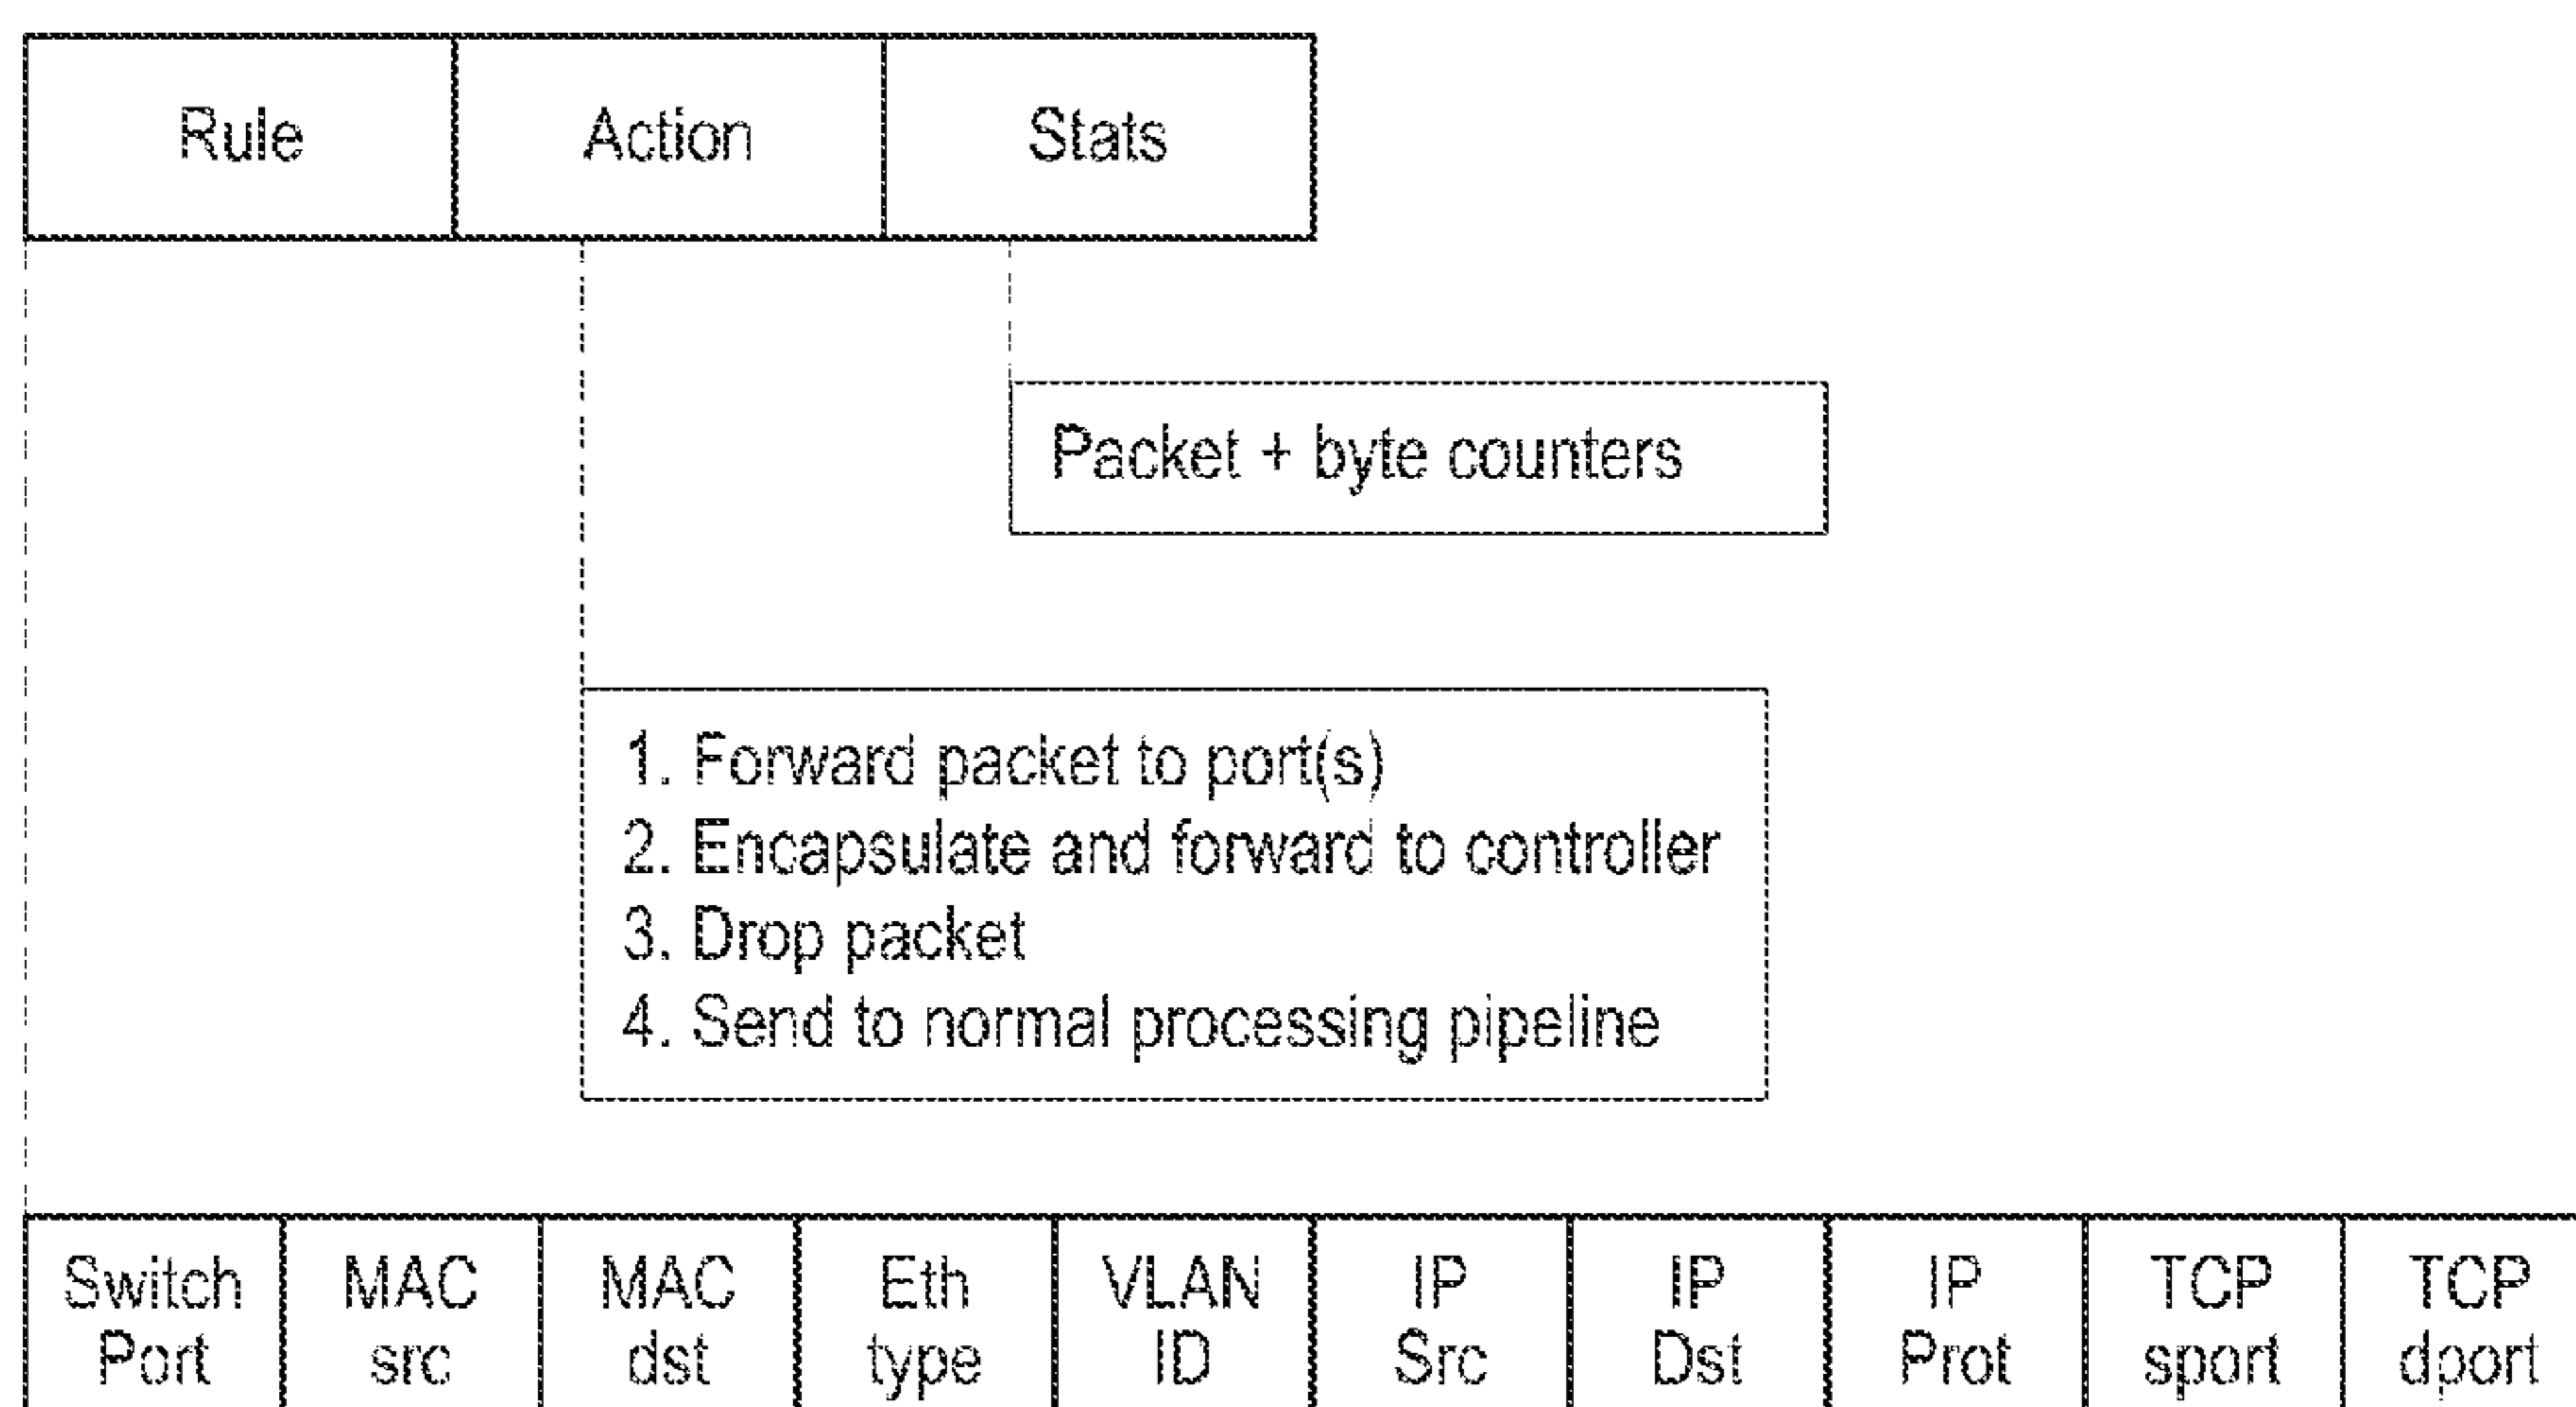 Rule Action Stats
Packet + byte counters
1. Forward packet to port(s)
2. Encapsulate and forward to controller
3. Drop packet
4. Send to normal processing pipeline
Switch Port
MAC src
MAC dst
Eth type
VLAN ID
IP Src
IP Dst
IP Prot
TCP sport
TCP dport